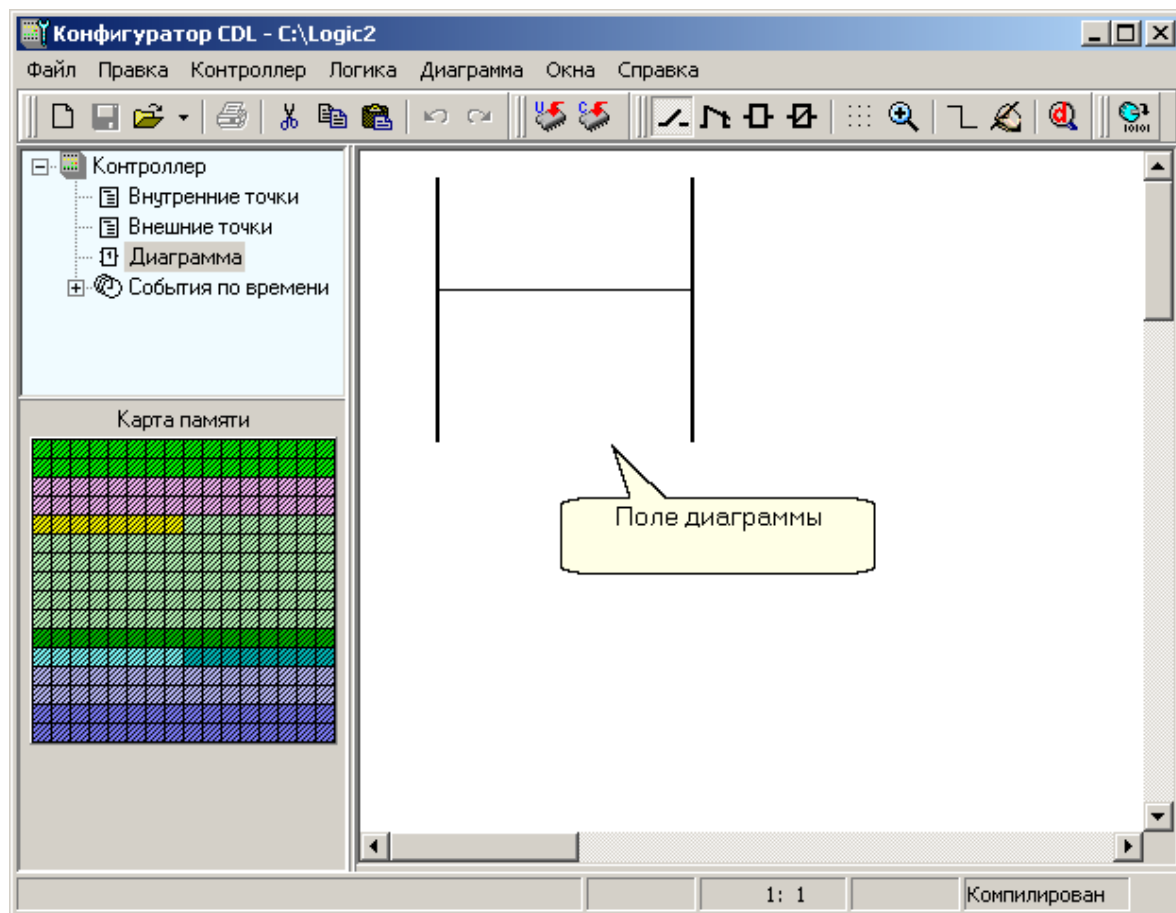 Конфигуратор CDL - C:\Logic2
Файл Правка Контроллер Логика Диаграмма Окна Справка
U C d 10101
Контроллер
Внутренние точки
Внешние точки
Диаграмма
События по времени
Карта памяти
Поле диаграммы
1: 1
Компилирован